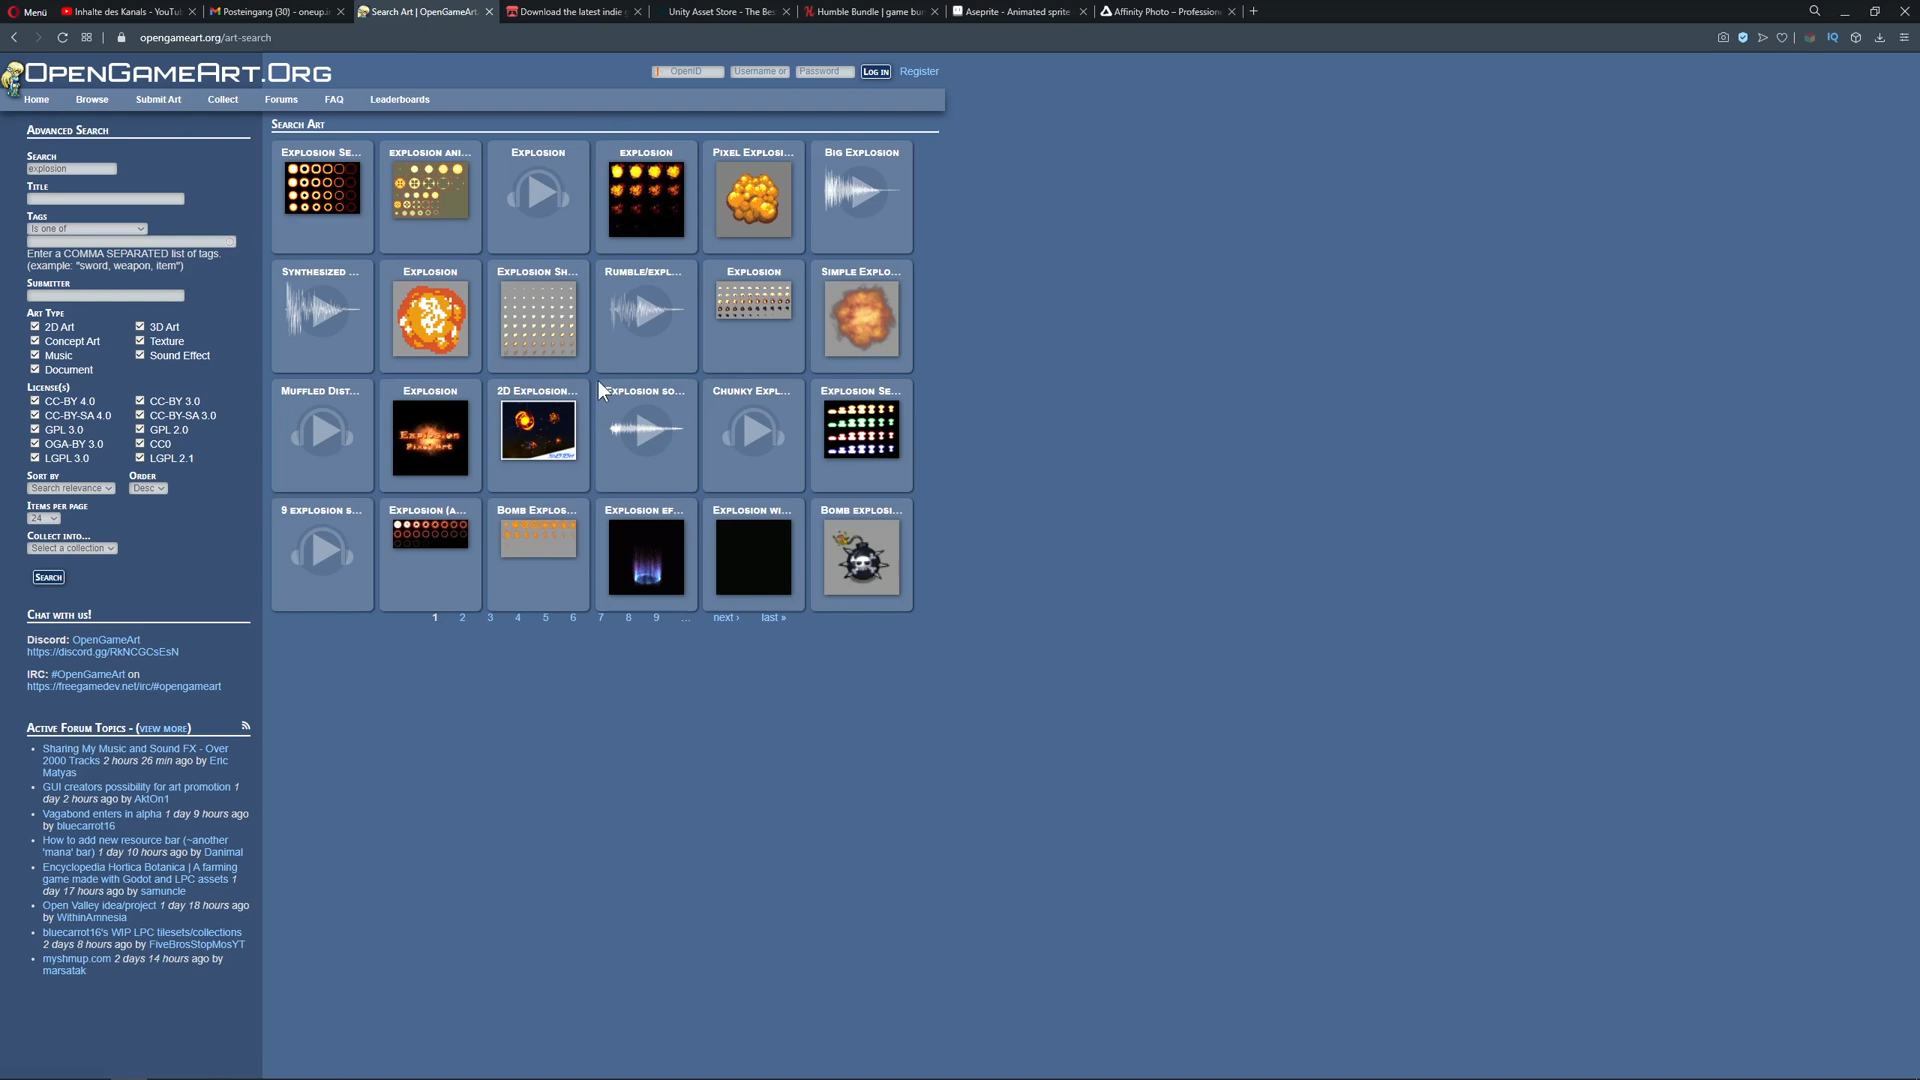 Menü
Inhalte des Kanals - YouTu
Posteingang (30) - oneup.in
Search Art | OpenGameArt.
Download the latest indie g
Unity Asset Store - The Bes
Humble Bundle | game bun
Aseprite - Animated sprite
Affinity Photo – Profession
opengameart.org/art-search
OpenGameArt.Org
OpenID
Username or
Password
Log in
Register
Home
Browse
Submit Art
Collect
Forums
FAQ
Leaderboards
Advanced Search
Search
explosion
Title
Tags
Is one of
Enter a COMMA SEPARATED list of tags.
(example: "sword, weapon, item")
Submitter
Art Type
2D Art
3D Art
Concept Art
Texture
Music
Sound Effect
Document
License(s)
CC-BY 4.0
CC-BY 3.0
CC-BY-SA 4.0
CC-BY-SA 3.0
GPL 3.0
GPL 2.0
OGA-BY 3.0
CC0
LGPL 3.0
LGPL 2.1
Sort by
Order
Search relevance
Desc
Items per page
24
Collect into...
Select a collection
Search
Chat with us!
Discord: OpenGameArt
https://discord.gg/RkNCGCsEsN
IRC: #OpenGameArt on
https://freegamedev.net/irc/#opengameart
Active Forum Topics - (view more)
• Sharing My Music and Sound FX - Over
2000 Tracks 2 hours 26 min ago by Eric
Matyas
• GUI creators possibility for art promotion 1
day 2 hours ago by AktOn1
• Vagabond enters in alpha 1 day 9 hours ago
by bluecarrot16
• How to add new resource bar (~another
'mana' bar) 1 day 10 hours ago by Danimal
• Encyclopedia Hortica Botanica | A farming
game made with Godot and LPC assets 1
day 17 hours ago by samuncle
• Open Valley idea/project 1 day 18 hours ago
by WithinAmnesia
• bluecarrot16's WIP LPC tilesets/collections
2 days 8 hours ago by FiveBrosStopMosYT
• myshmup.com 2 days 14 hours ago by
marsatak
Search Art
Explosion Se...
explosion ani...
Explosion
explosion
Pixel Explosi...
Big Explosion
Synthesized ...
Explosion
Explosion Sh...
Rumble/expl...
Explosion
Simple Explo...
Muffled Dist...
Explosion
2D Explosion...
explosion so...
Chunky Expl...
Explosion Se...
Explosion
Pixel Art
9 explosion s...
Explosion (a...
Bomb Explos...
Explosion ef...
Explosion wi...
Bomb explosi...
1 2 3 4 5 6 7 8 9 ... next › last »